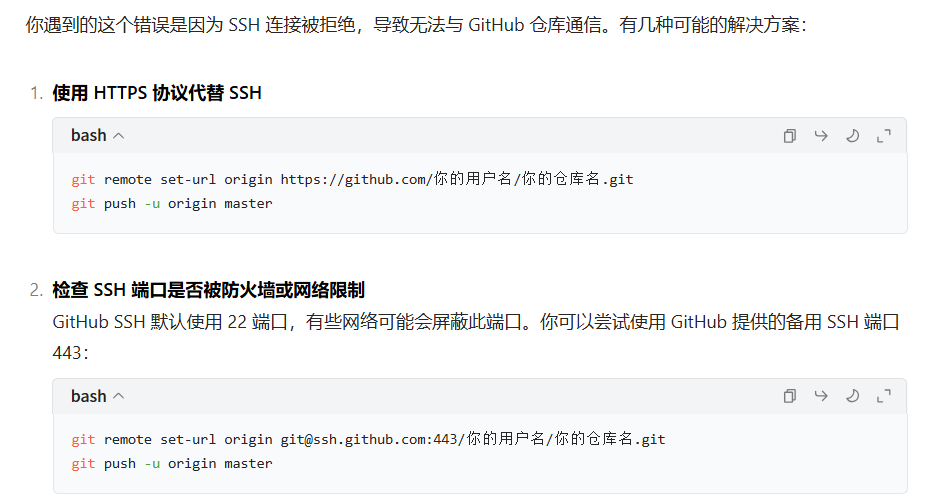 你遇到的这个错误是因为 SSH 连接被拒绝，导致无法与 GitHub 仓库通信。有几种可能的解决方案：
1. 使用 HTTPS 协议代替 SSH
bash
git remote set-url origin https://github.com/你的用户名/你的仓库名.git
git push -u origin master
2. 检查 SSH 端口是否被防火墙或网络限制
GitHub SSH 默认使用 22 端口，有些网络可能会屏蔽此端口。你可以尝试使用 GitHub 提供的备用 SSH 端口
443：
bash
git remote set-url origin git@ssh.github.com:443/你的用户名/你的仓库名.git
git push -u origin master